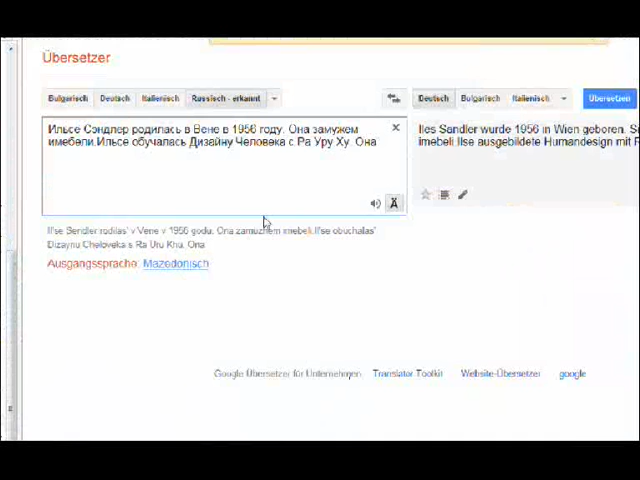 Übersetzer
Bulgarisch Deutsch Italienisch Russisch - erkannt
Deutsch Bulgarisch Italienisch Übersetzen
Ильсе Сэндлер родилась в Вене в 1956 году. Она замужем
имебели.Ильсе обучалась Дизайну Человека с Ра Уру Ху. Она
Iles Sandler wurde 1956 in Wien geboren. S
imebeli.Ilse ausgebildete Humandesign mit R
Ä
Il'se Sendler rodilas' v Vene v 1956 godu. Ona zamuzhem imebeli.Il'se obuchalas'
Dizaynu Cheloveka s Ra Uru Khu. Ona
Ausgangssprache: Mazedonisch
Google Übersetzer für Unternehmen: Translator Toolkit Website-Übersetzer google